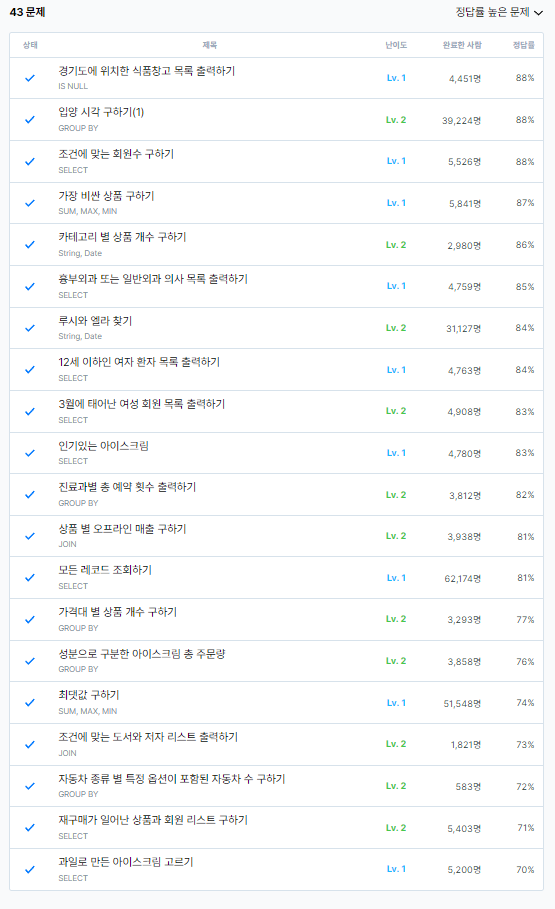 43 문제 정답률 높은 문제
상태 제목 난이도 완료한 사람 정답률
경기도에 위치한 식품창고 목록 출력하기
IS NULL
Lv. 1 4,451명 88%
입양 시각 구하기(1)
GROUP BY
Lv. 2 39,224명 88%
조건에 맞는 회원수 구하기
SELECT
Lv. 1 5,526명 88%
가장 비싼 상품 구하기
SUM, MAX, MIN
Lv. 1 5,841명 87%
카테고리 별 상품 개수 구하기
String, Date
Lv. 2 2,980명 86%
흉부외과 또는 일반외과 의사 목록 출력하기
SELECT
Lv. 1 4,759명 85%
루시와 엘라 찾기
String, Date
Lv. 2 31,127명 84%
12세 이하인 여자 환자 목록 출력하기
SELECT
Lv. 1 4,763명 84%
3월에 태어난 여성 회원 목록 출력하기
SELECT
Lv. 2 4,908명 83%
인기있는 아이스크림
SELECT
Lv. 1 4,780명 83%
진료과별 총 예약 횟수 출력하기
GROUP BY
Lv. 2 3,812명 82%
상품 별 오프라인 매출 구하기
JOIN
Lv. 2 3,938명 81%
모든 레코드 조회하기
SELECT
Lv. 1 62,174명 81%
가격대 별 상품 개수 구하기
GROUP BY
Lv. 2 3,293명 77%
성분으로 구분한 아이스크림 총 주문량
GROUP BY
Lv. 2 3,858명 76%
최댓값 구하기
SUM, MAX, MIN
Lv. 1 51,548명 74%
조건에 맞는 도서와 저자 리스트 출력하기
JOIN
Lv. 2 1,821명 73%
자동차 종류 별 특정 옵션이 포함된 자동차 수 구하기
GROUP BY
Lv. 2 583명 72%
재구매가 일어난 상품과 회원 리스트 구하기
SELECT
Lv. 2 5,403명 71%
과일로 만든 아이스크림 고르기
SELECT
Lv. 1 5,200명 70%